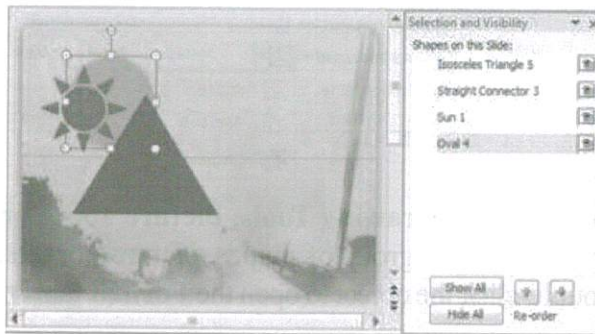 Selection and Visibility
Shapes on this Slide:
Isosceles Triangle 5
Straight Connector 3
Sun 1
Oval 4
Show All
Hide All
Re-order